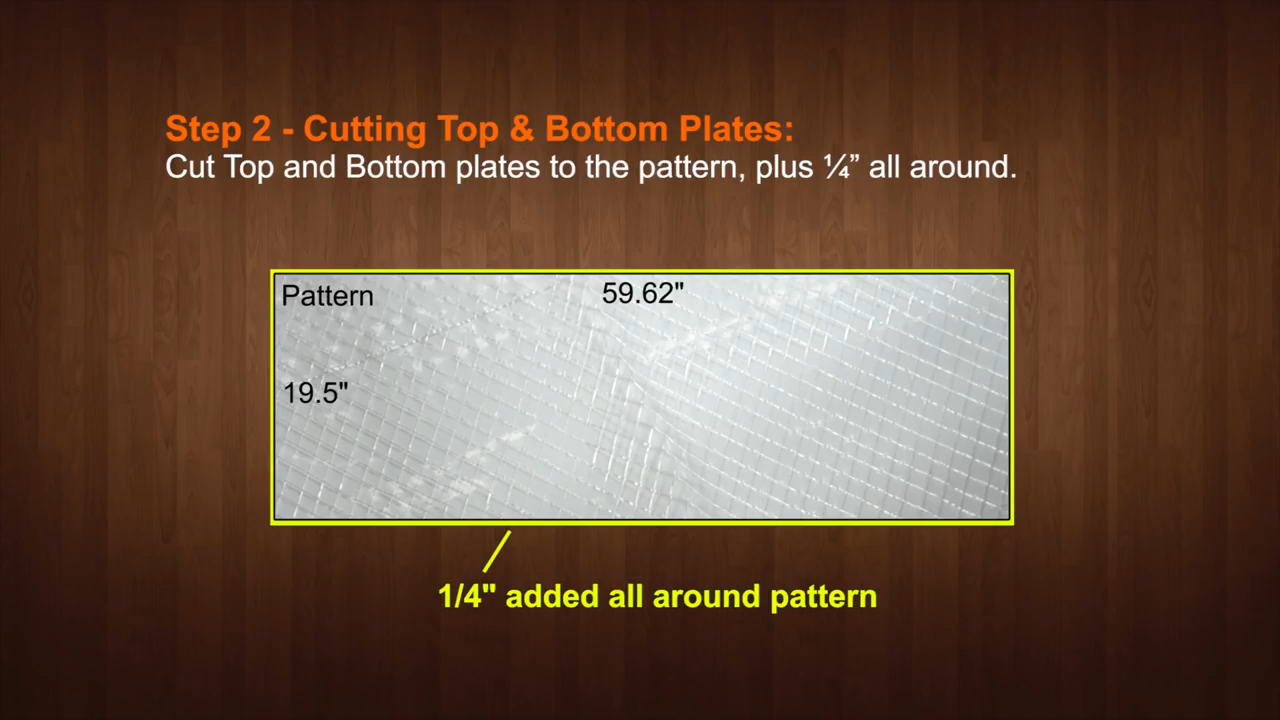 Step 2 - Cutting Top & Bottom Plates:
Cut Top and Bottom plates to the pattern, plus ¼” all around.
Pattern
59.62"
19.5"
1/4" added all around pattern